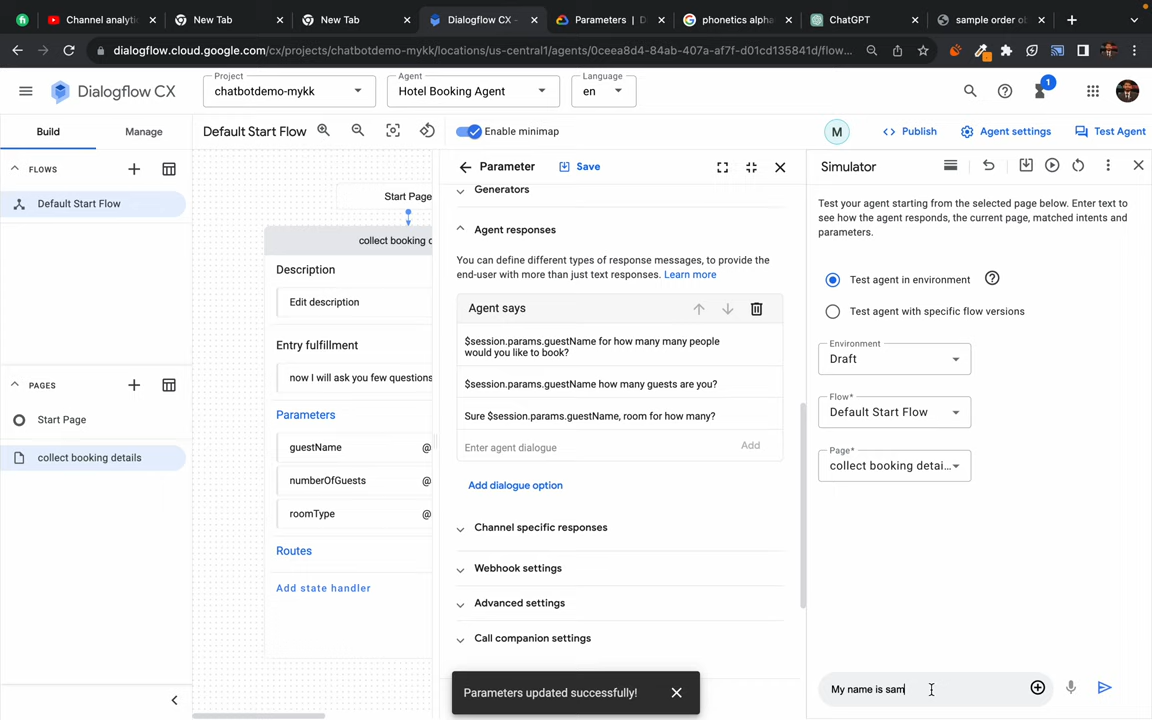 Channel analytic
New Tab
New Tab
Dialogflow CX -
Parameters | D
phonetics alpha
ChatGPT
sample order ob
dialogflow.cloud.google.com/cx/projects/chatbotdemo-mykk/locations/us-central1/agents/0ceea8d4-84ab-407a-af7f-d01cd135841d/flow...
Dialogflow CX
Project
chatbotdemo-mykk
Agent
Hotel Booking Agent
Language
en
1
Build
Manage
Default Start Flow
Enable minimap
M
Publish
Agent settings
Test Agent
FLOWS
Default Start Flow
PAGES
Start Page
collect booking details
Start Page
collect booking d
Description
Edit description
Entry fulfillment
now I will ask you few questions
Parameters
guestName @
numberOfGuests @
roomType @
Routes
Add state handler
Parameter
Save
Generators
Agent responses
You can define different types of response messages, to provide the
end-user with more than just text responses. Learn more
Agent says
$session.params.guestName for how many many people
would you like to book?
$session.params.guestName how many guests are you?
Sure $session.params.guestName, room for how many?
Enter agent dialogue
Add
Add dialogue option
Channel specific responses
Webhook settings
Advanced settings
Call companion settings
Parameters updated successfully!
Simulator
Test your agent starting from the selected page below. Enter text to
see how the agent responds, the current page, matched intents and
parameters.
Test agent in environment
Test agent with specific flow versions
Environment
Draft
Flow*
Default Start Flow
Page*
collect booking detai...
My name is sam